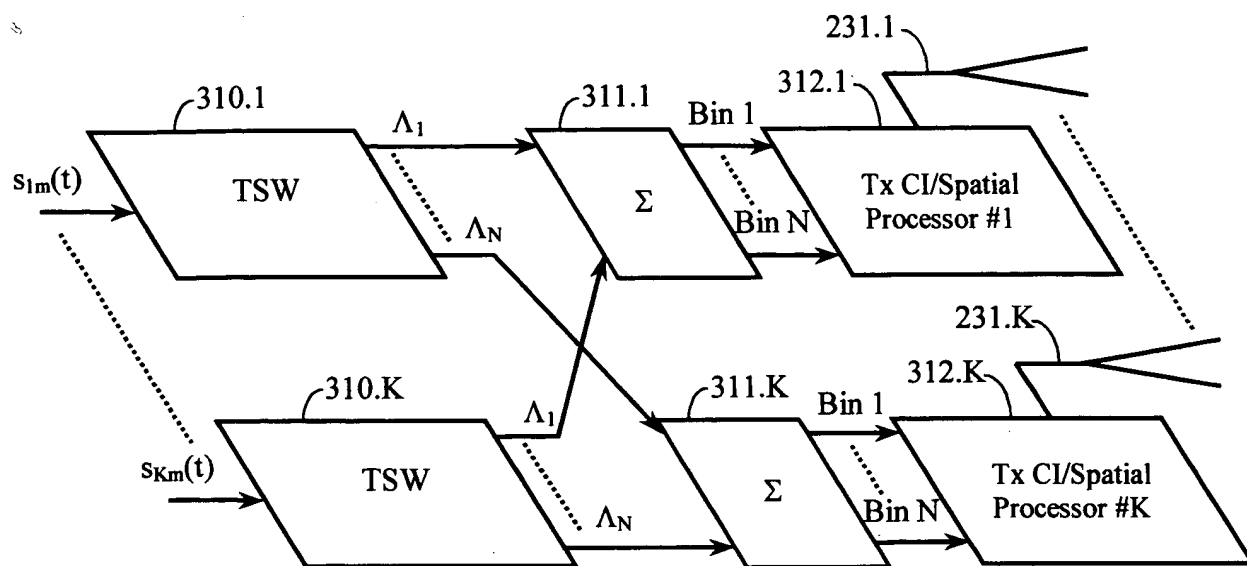 231.1
310.1
311.1
312.1
Λ1
Bin 1
s1m(t)
TSW
Σ
Tx CI/Spatial
Processor #1
ΛN
Bin N
231.K
310.K
311.K
312.K
Λ1
Bin 1
sKm(t)
TSW
Σ
Tx CI/Spatial
Processor #K
ΛN
Bin N